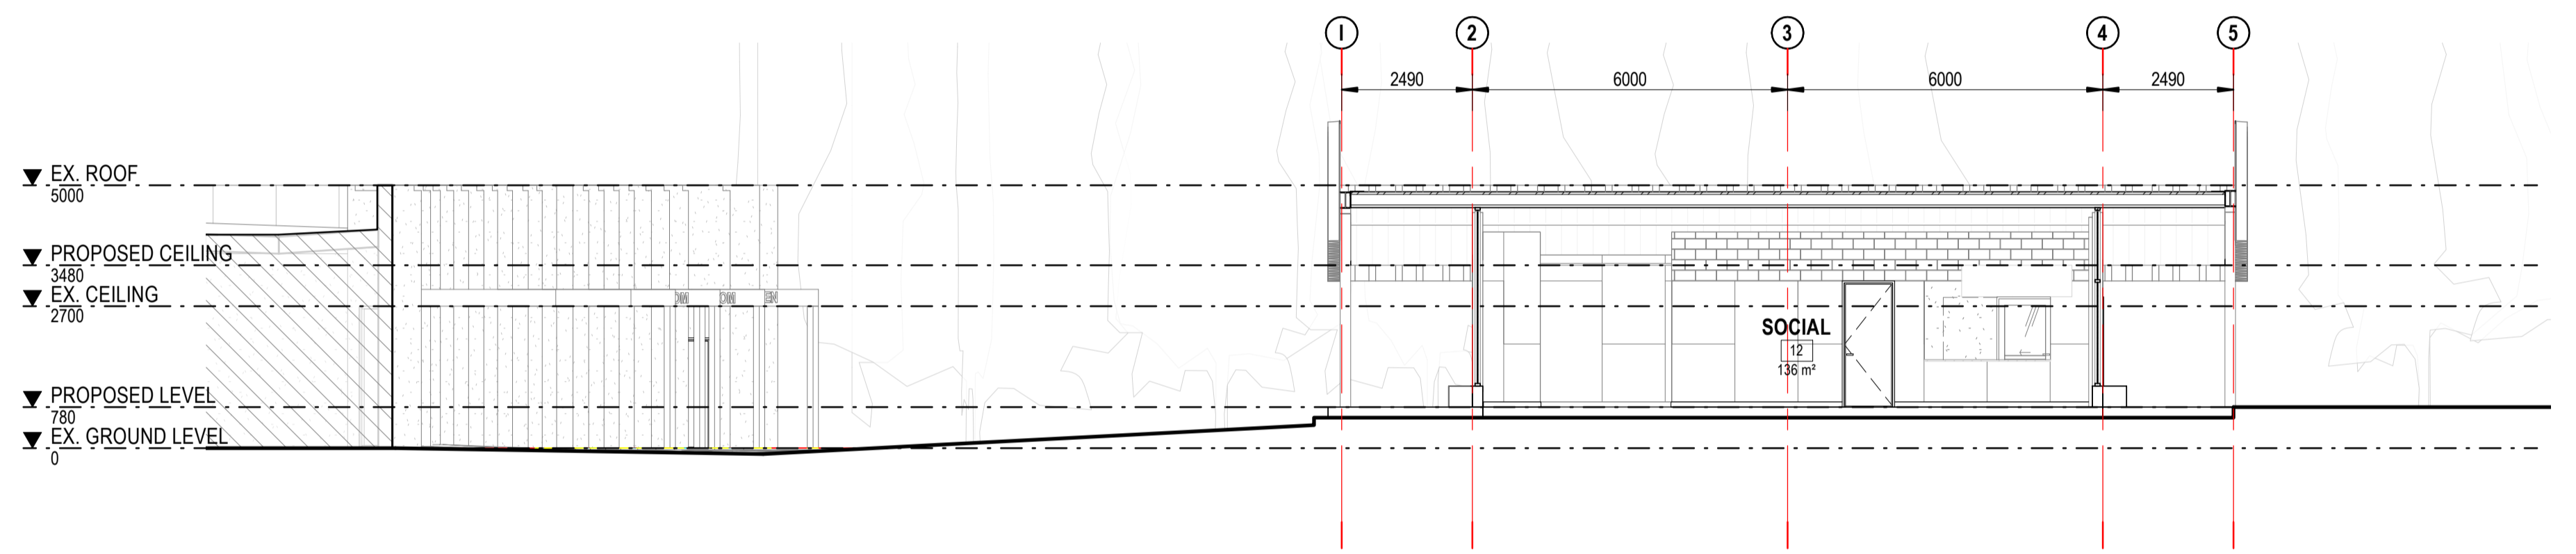 I 2 3 4 5
2490 6000 6000 2490
EX. ROOF
5000
PROPOSED CEILING
3480
EX. CEILING
2700
SOCIAL
12
136 m²
PROPOSED LEVEL
780
EX. GROUND LEVEL
0